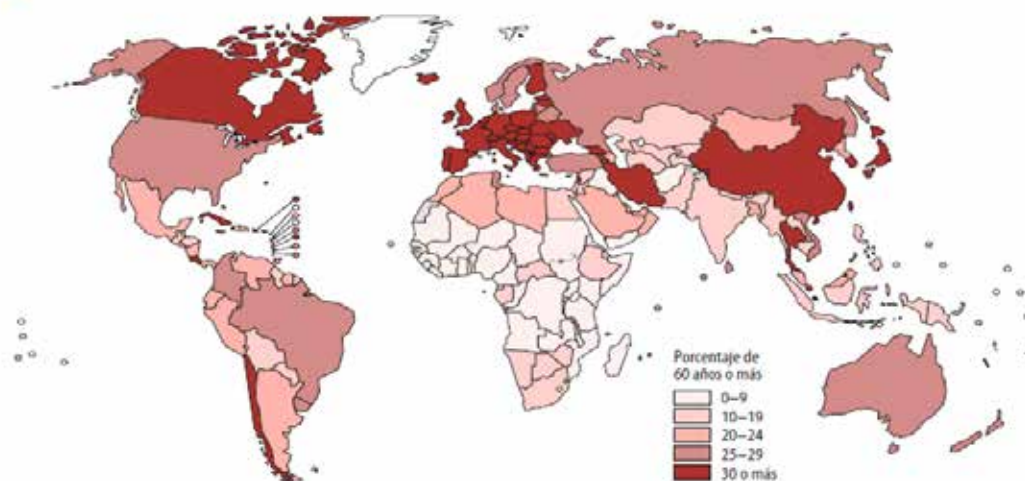 Porcentaje de
60 años o más
0–9
10–19
20–24
25–29
30 o más